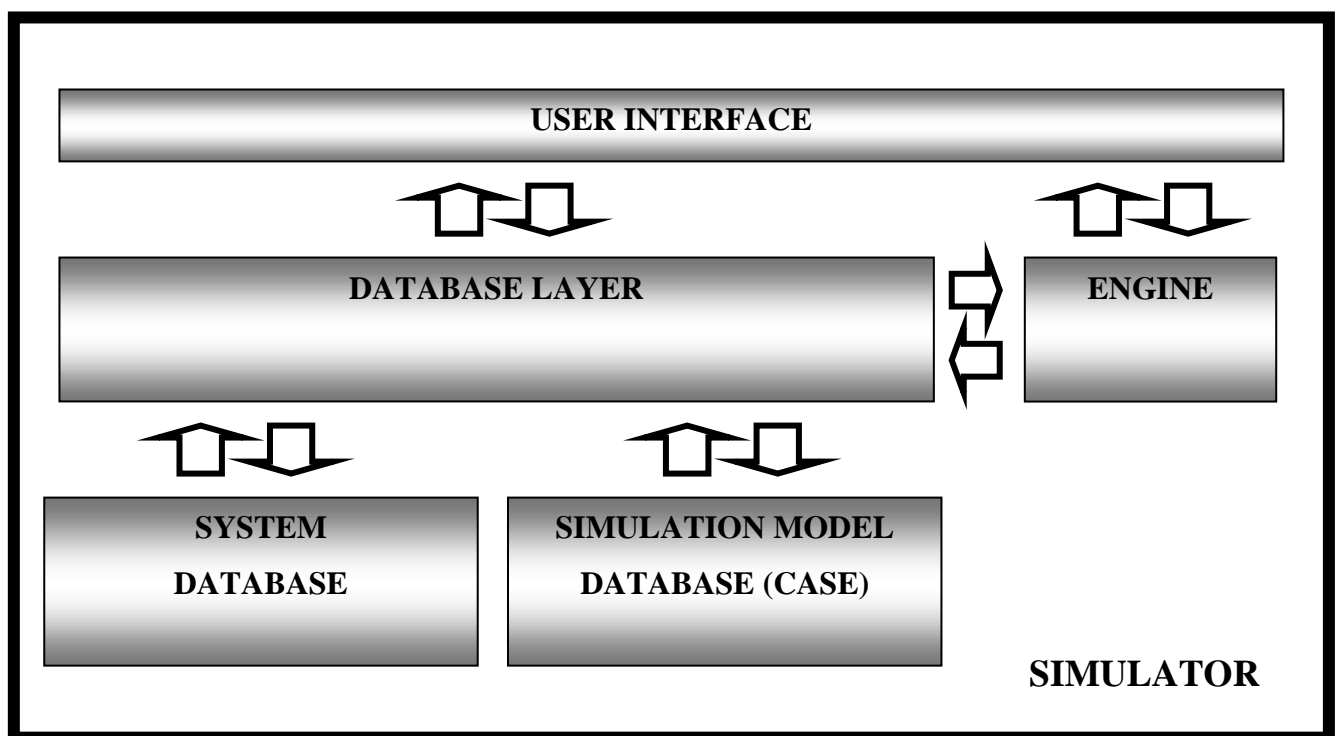 USER INTERFACE
DATABASE LAYER
ENGINE
SYSTEM
DATABASE
SIMULATION MODEL
DATABASE (CASE)
SIMULATOR